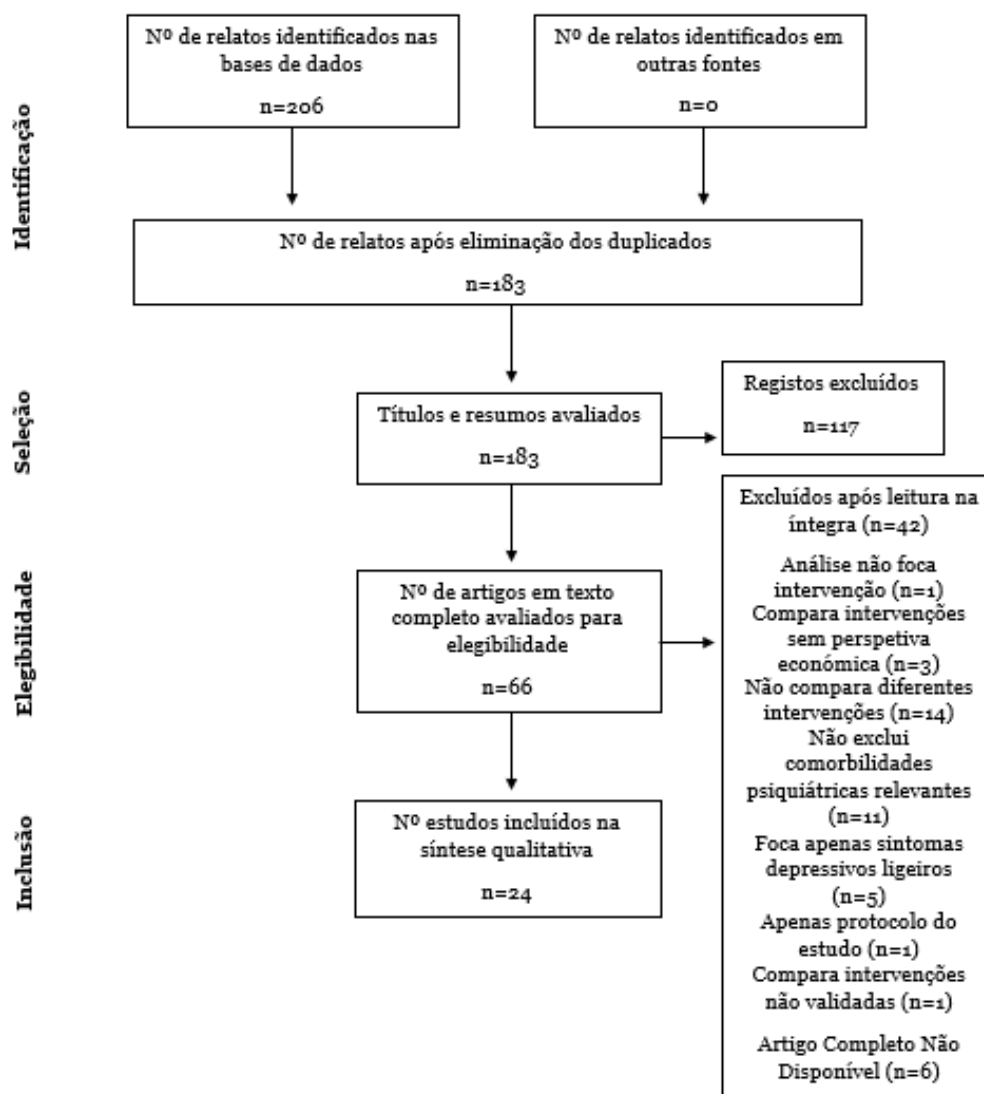 Identificação
Nº de relatos identificados nas
bases de dados
n=206
Nº de relatos identificados em
outras fontes
n=0
Nº de relatos após eliminação dos duplicados
n=183
Seleção
Títulos e resumos avaliados
n=183
Registos excluídos
n=117
Elegibilidade
Nº de artigos em texto
completo avaliados para
elegibilidade
n=66
Excluídos após leitura na
íntegra (n=42)
Análise não foca
intervenção (n=1)
Compara intervenções
sem perspetiva
económica (n=3)
Não compara diferentes
intervenções (n=14)
Não exclui
comorbilidades
psiquiátricas relevantes
(n=11)
Foca apenas sintomas
depressivos ligeiros
(n=5)
Apenas protocolo do
estudo (n=1)
Compara intervenções
não validadas (n=1)
Artigo Completo Não
Disponível (n=6)
Inclusão
Nº estudos incluídos na
síntese qualitativa
n=24